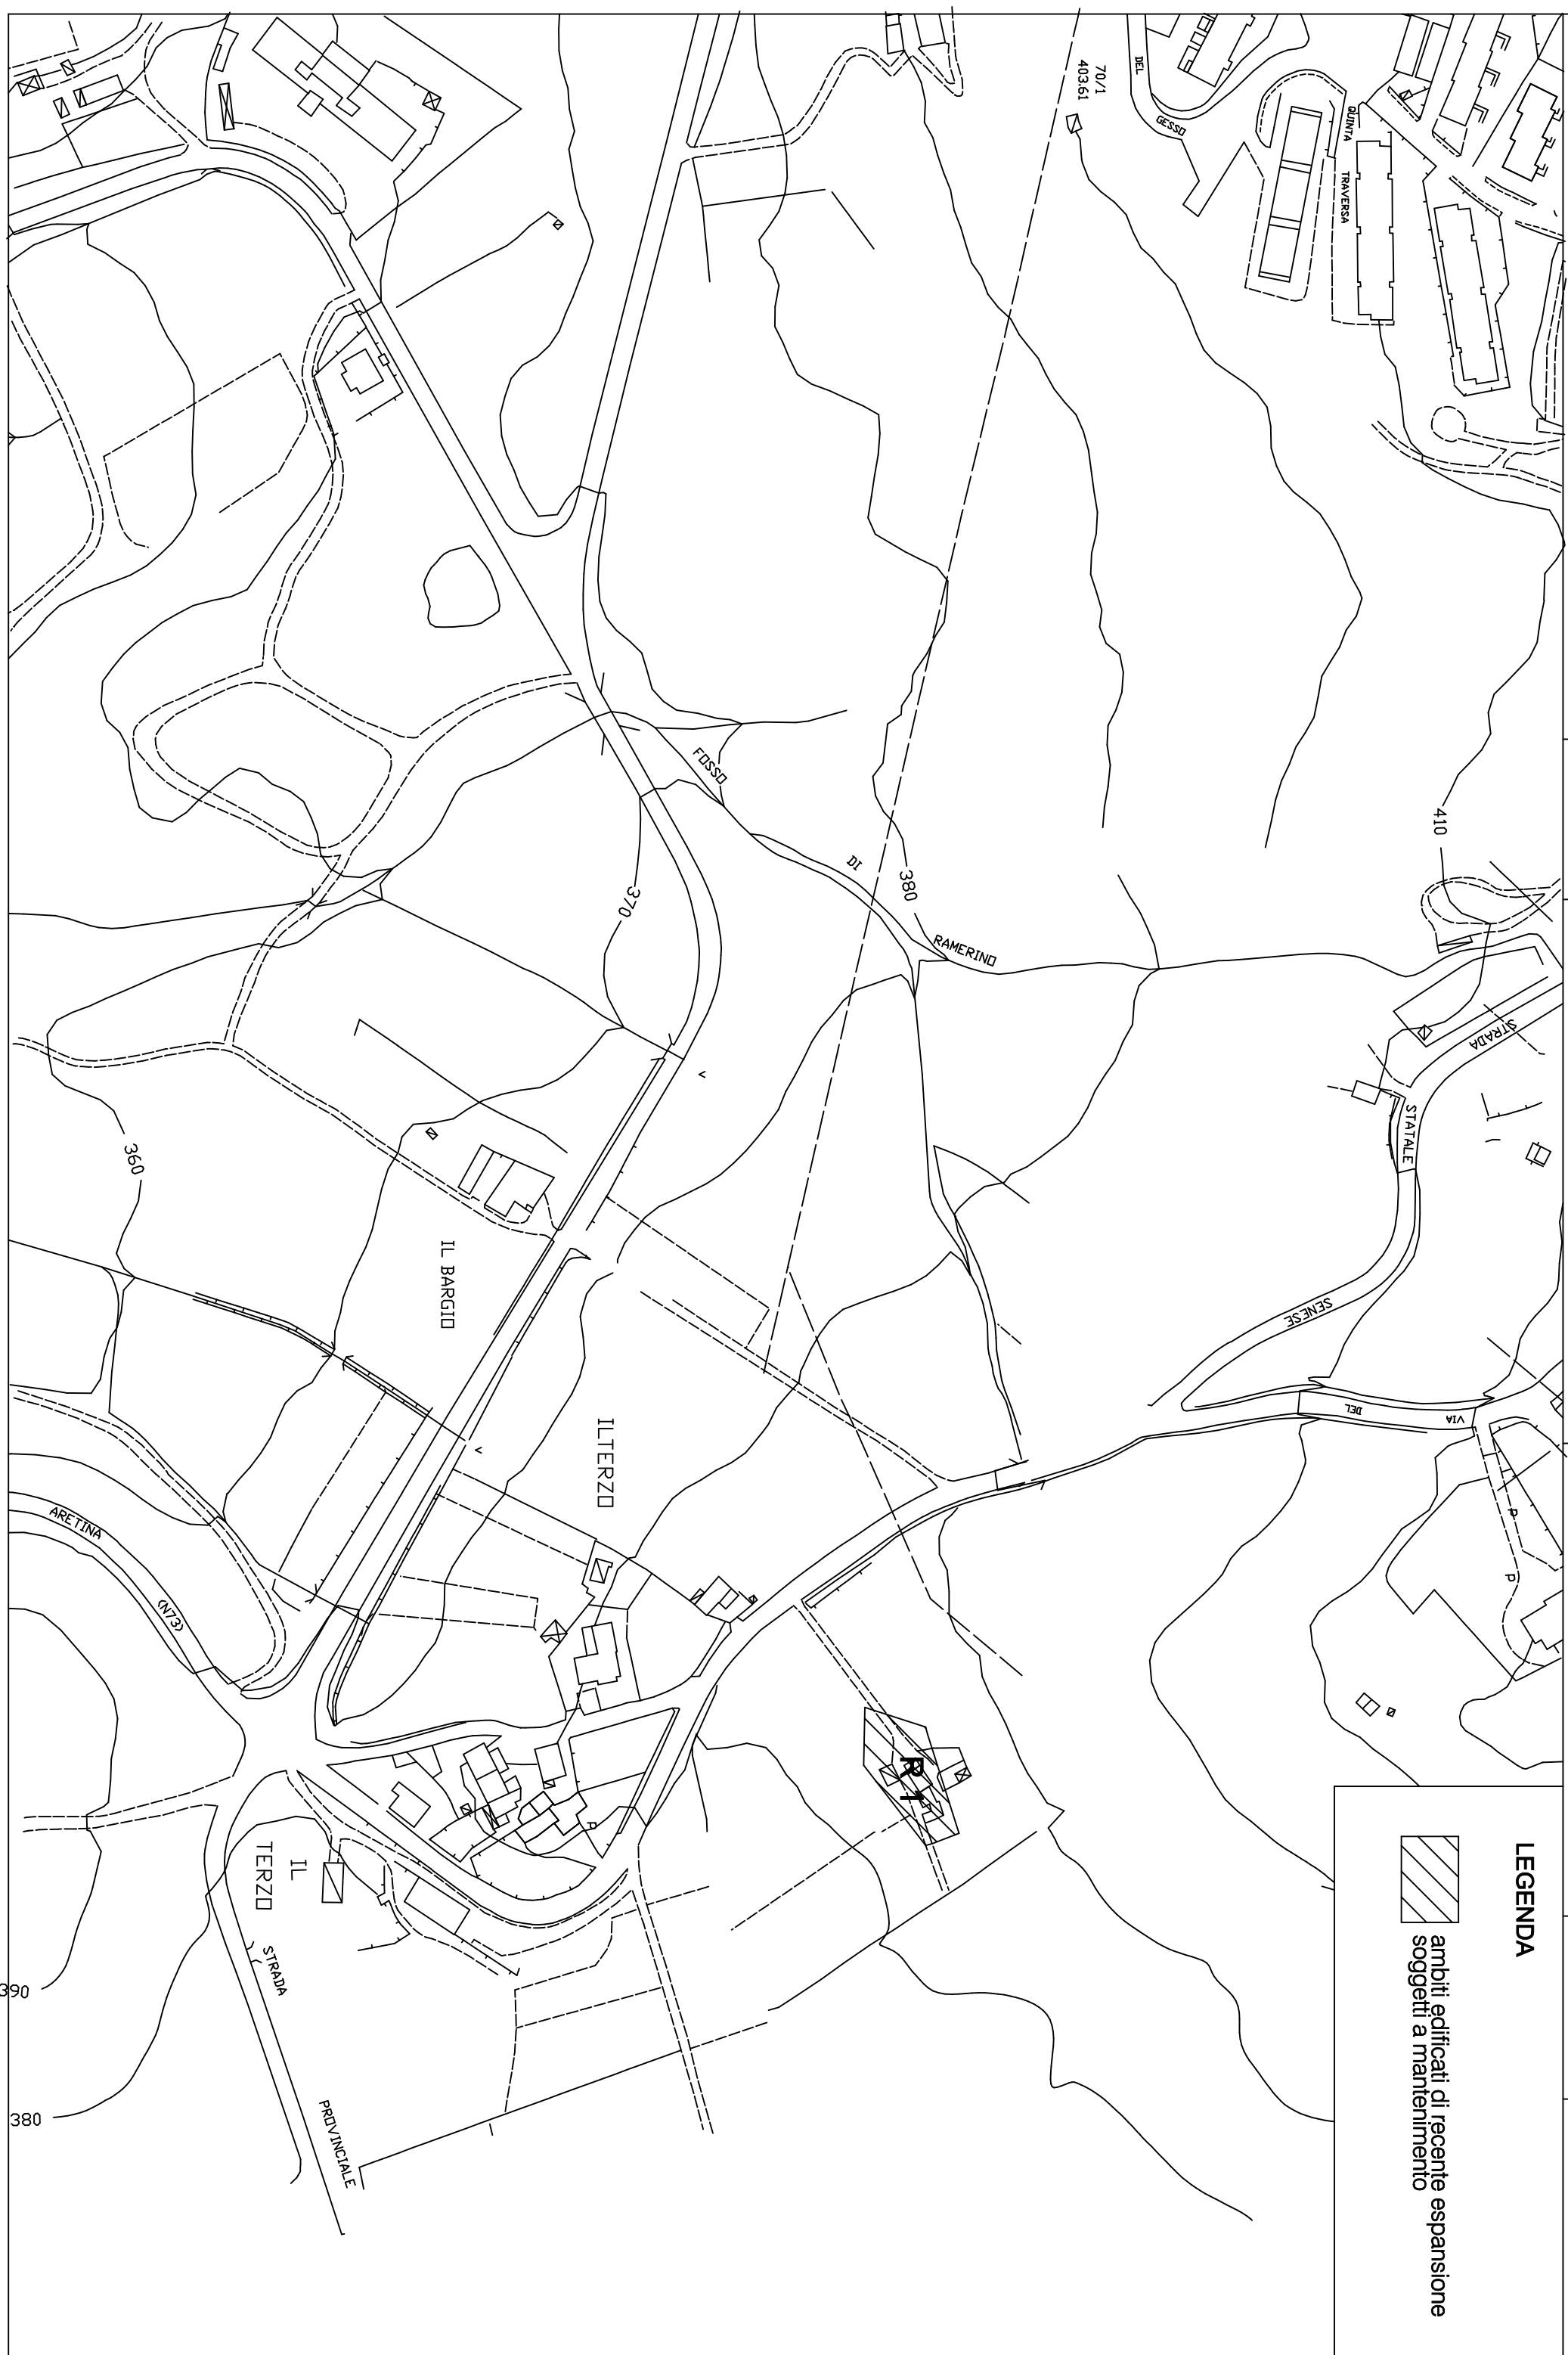 LEGENDA
ambiti edificati di recente espansione
soggetti a mantenimento
70/1
403.61
DEL
GESSO
QUINTA
TRAVERSA
410
STRADA
STATALE
SENESE
VIA
DEL
P
P
FOSSO
DI
RAMERINO
380
370
360
IL BARGIO
ILTERZO
R1
P
ARETINA
(N73)
IL
TERZO
STRADA
PROVINCIALE
390
380